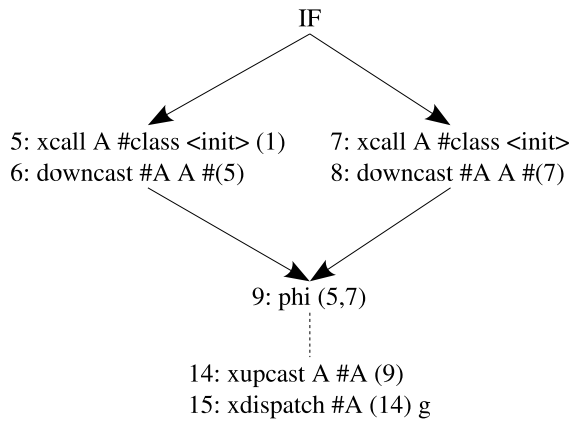 IF
5: xcall A #class <init> (1)
6: downcast #A A #(5)
7: xcall A #class <init>
8: downcast #A A #(7)
9: phi (5,7)
14: xupcast A #A (9)
15: xdispatch #A (14) g